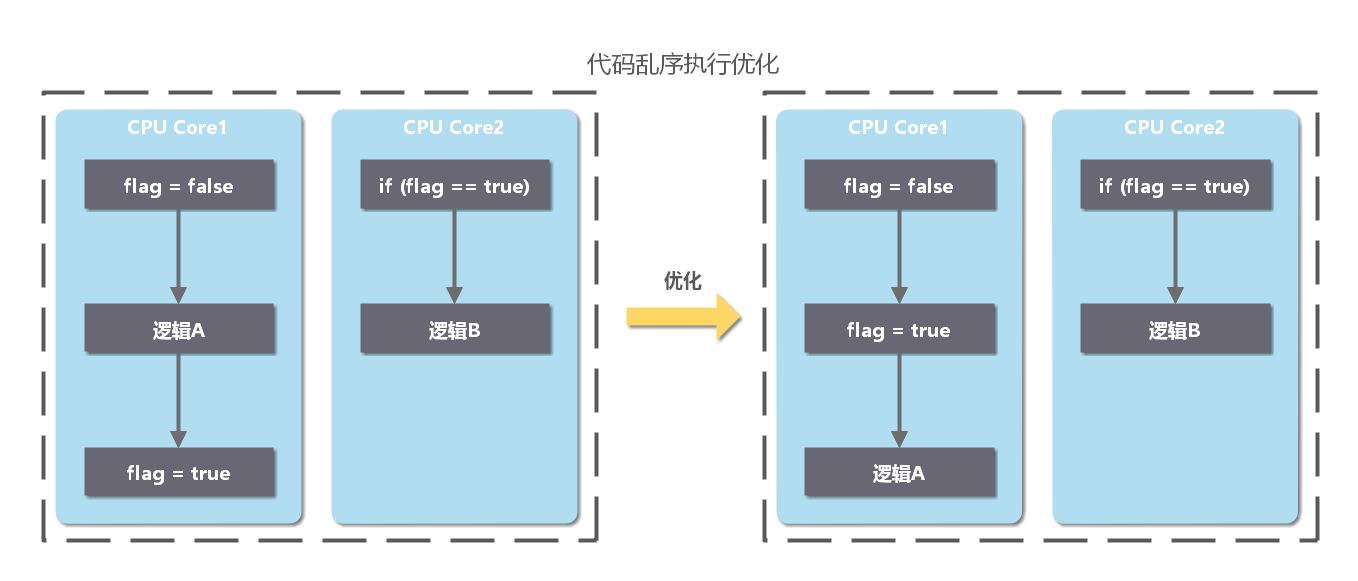 代码乱序执行优化
CPU Core1
flag = false
逻辑A
flag = true
CPU Core2
if (flag == true)
逻辑B
优化
CPU Core1
flag = false
flag = true
逻辑A
CPU Core2
if (flag == true)
逻辑B